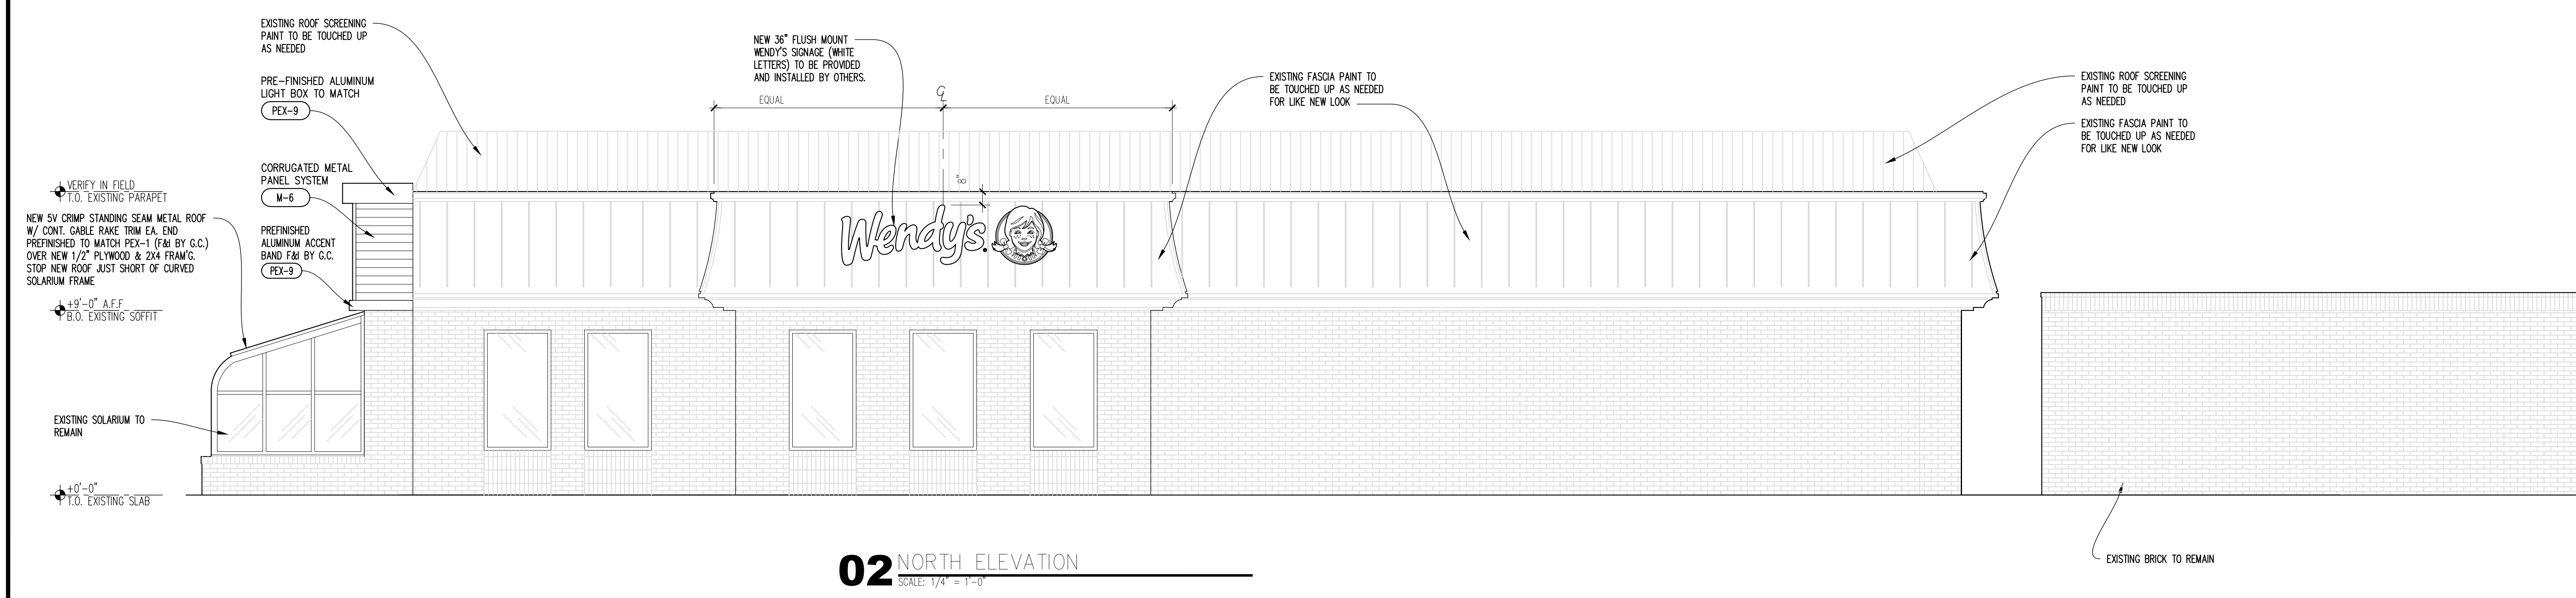 EXISTING ROOF SCREENING
PAINT TO BE TOUCHED UP
AS NEEDED
PRE-FINISHED ALUMINUM
LIGHT BOX TO MATCH
PEX-9
CORRUGATED METAL
PANEL SYSTEM
M-6
PREFINISHED
ALUMINUM ACCENT
BAND F&I BY G.C.
PEX-9
VERIFY IN FIELD
T.O. EXISTING PARAPET
NEW 5V CRIMP STANDING SEAM METAL ROOF
W/ CONT. GABLE RAKE TRIM EA. END
PREFINISHED TO MATCH PEX-1 (F&I BY G.C.)
OVER NEW 1/2" PLYWOOD & 2X4 FRAM'G.
STOP NEW ROOF JUST SHORT OF CURVED
SOLARIUM FRAME
+9'-0" A.F.F
B.O. EXISTING SOFFIT
EXISTING SOLARIUM TO
REMAIN
+0'-0"
T.O. EXISTING SLAB
NEW 36" FLUSH MOUNT
WENDY'S SIGNAGE (WHITE
LETTERS) TO BE PROVIDED
AND INSTALLED BY OTHERS.
EQUAL
CL
EQUAL
8"
Wendy's.
EXISTING FASCIA PAINT TO
BE TOUCHED UP AS NEEDED
FOR LIKE NEW LOOK
EXISTING ROOF SCREENING
PAINT TO BE TOUCHED UP
AS NEEDED
EXISTING FASCIA PAINT TO
BE TOUCHED UP AS NEEDED
FOR LIKE NEW LOOK
EXISTING BRICK TO REMAIN
02 NORTH ELEVATION
SCALE: 1/4" = 1'-0"